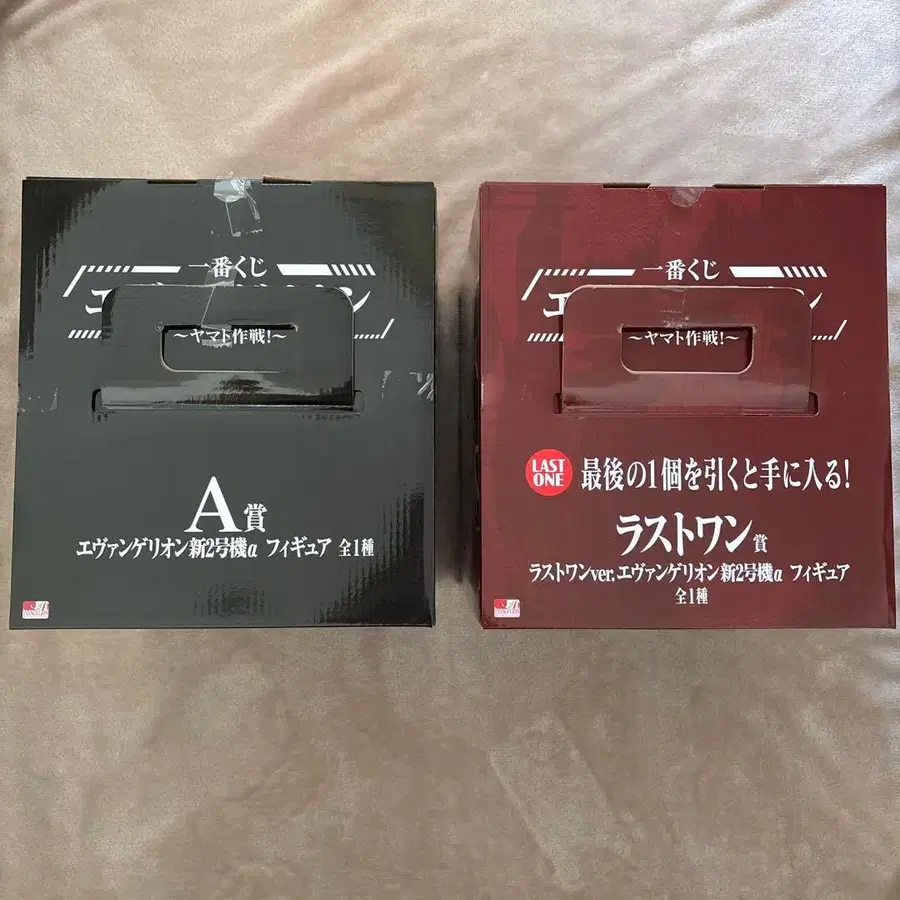 一番くじ
～ヤマト作戦!～
A賞
エヴァンゲリオン新2号機α フィギュア 全1種
一番くじ
～ヤマト作戦!～
LAST
ONE
最後の1個を引くと手に入る!
ラストワン賞
ラストワンver.エヴァンゲリオン新2号機α フィギュア
全1種